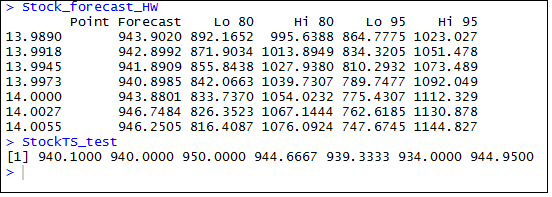 > Stock_forecast_HW
Point Forecast Lo 80 Hi 80 Lo 95 Hi 95
13.9890 943.9020 892.1652 995.6388 864.7775 1023.027
13.9918 942.8992 871.9034 1013.8949 834.3205 1051.478
13.9945 941.8909 855.8438 1027.9380 810.2932 1073.489
13.9973 940.8985 842.0663 1039.7307 789.7477 1092.049
14.0000 943.8801 833.7370 1054.0232 775.4307 1112.329
14.0027 946.7484 826.3523 1067.1444 762.6185 1130.878
14.0055 946.2505 816.4087 1076.0924 747.6745 1144.827
> StockTS_test
[1] 940.1000 940.0000 950.0000 944.6667 939.3333 934.0000 944.9500
>